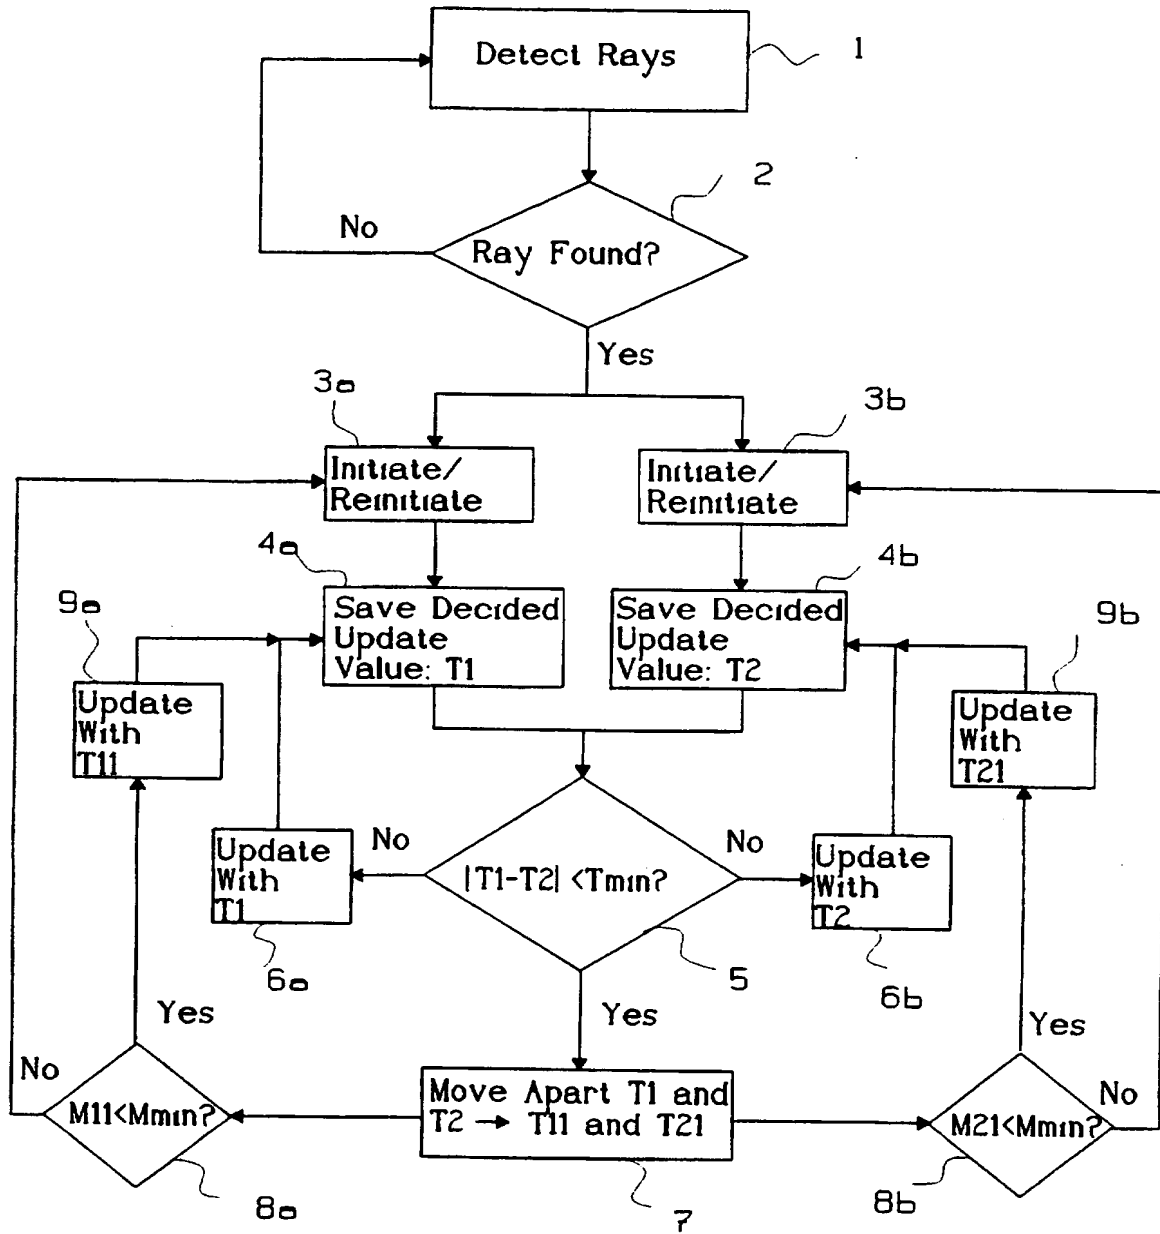 Detect Rays
1
2
No
Ray Found?
Yes
3a
3b
Initiate/
Reinitiate
Initiate/
Reinitiate
4a
4b
9a
9b
Save Decided
Update
Value: T1
Save Decided
Update
Value: T2
Update
With
T11
Update
With
T21
No
No
Update
With
T1
|T1-T2| <Tmin?
Update
With
T2
6a
5
6b
Yes
Yes
Yes
No
No
Move Apart T1 and
T2 → T11 and T21
M11<Mmin?
M21<Mmin?
8a
7
8b